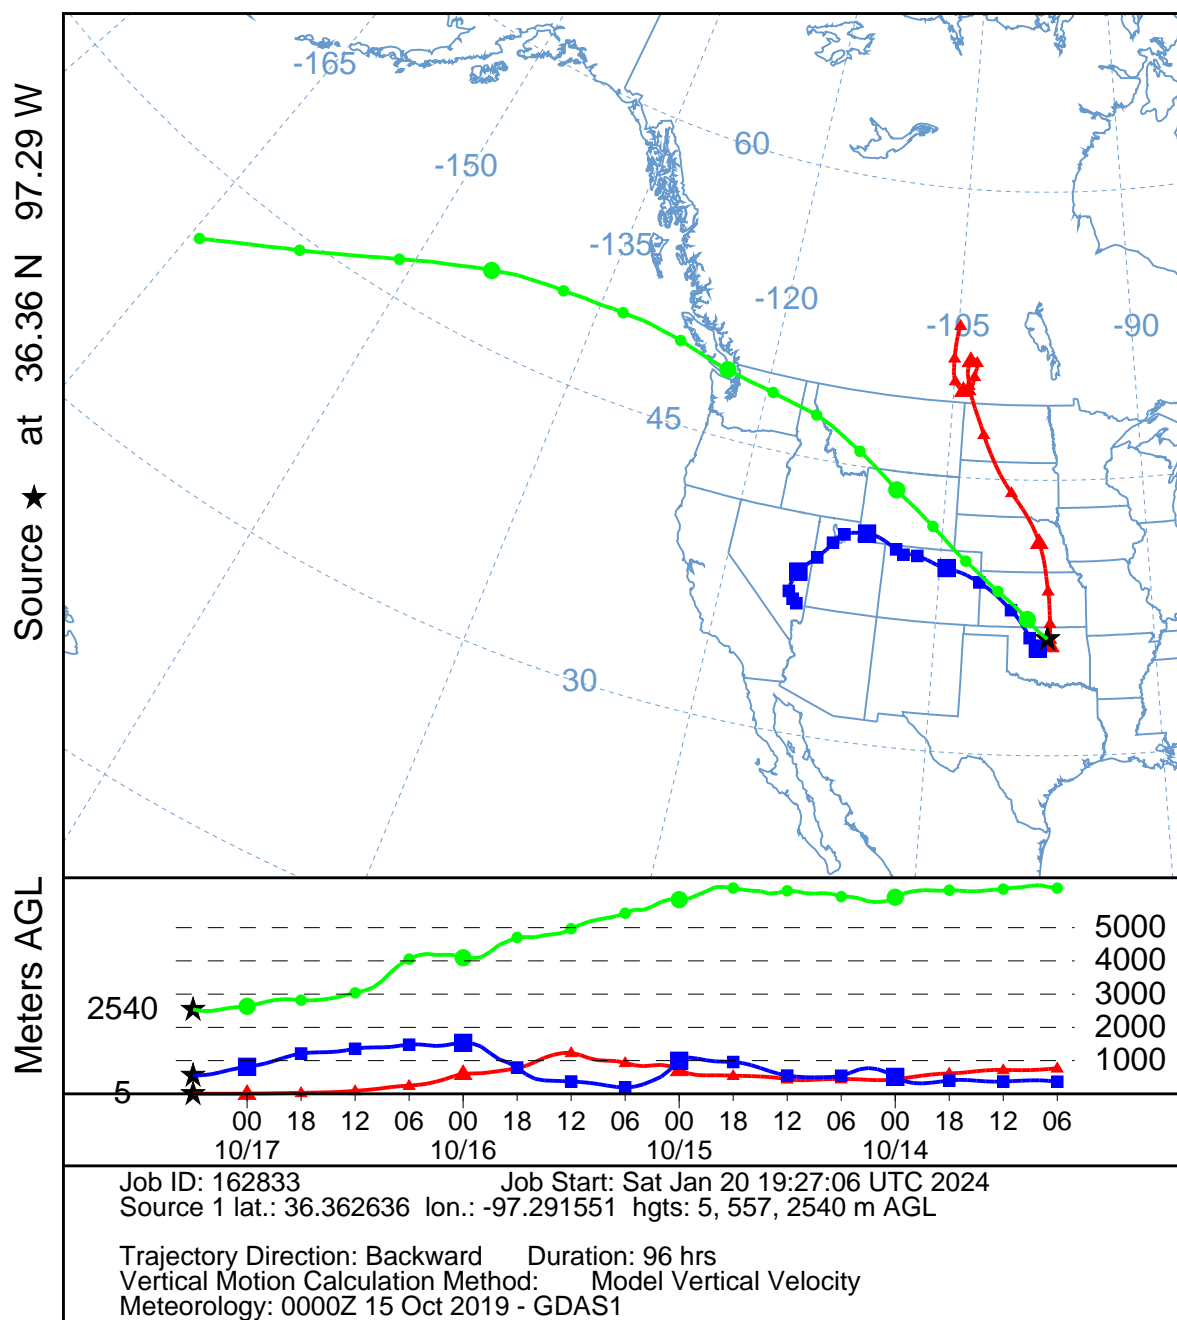 Source ★ at 36.36 N 97.29 W
-165
-150
60
-135
-120
-105
-90
45
30
Meters AGL
2540
5
5000
4000
3000
2000
1000
00 18 12 06 00 18 12 06 00 18 12 06 00 18 12 06
10/17 10/16 10/15 10/14
Job ID: 162833 Job Start: Sat Jan 20 19:27:06 UTC 2024
Source 1 lat.: 36.362636 lon.: -97.291551 hgts: 5, 557, 2540 m AGL
Trajectory Direction: Backward Duration: 96 hrs
Vertical Motion Calculation Method: Model Vertical Velocity
Meteorology: 0000Z 15 Oct 2019 - GDAS1